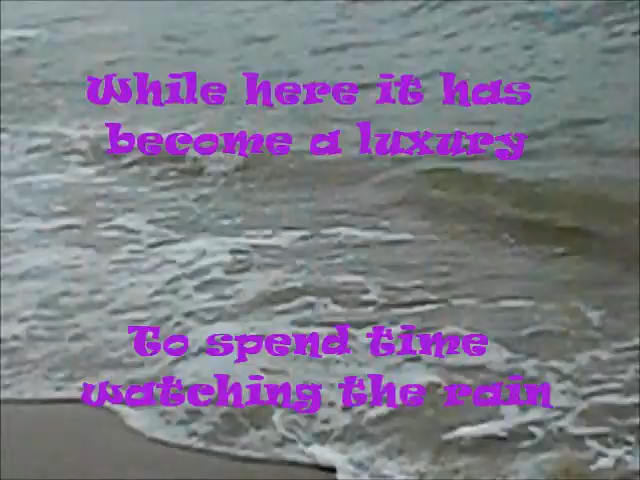 While here it has
become a luxury
To spend time
watching the rain